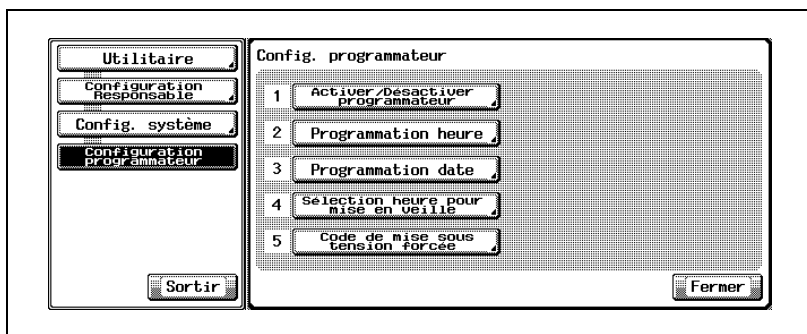 Utilitaire
Configuration
Responsable
Config. système
Configuration
programmateur
Sortir
Config. programmateur
1 Activer/Désactiver
programmateur
2 Programmation heure
3 Programmation date
4 Sélection heure pour
mise en veille
5 Code de mise sous
tension forcée
Fermer